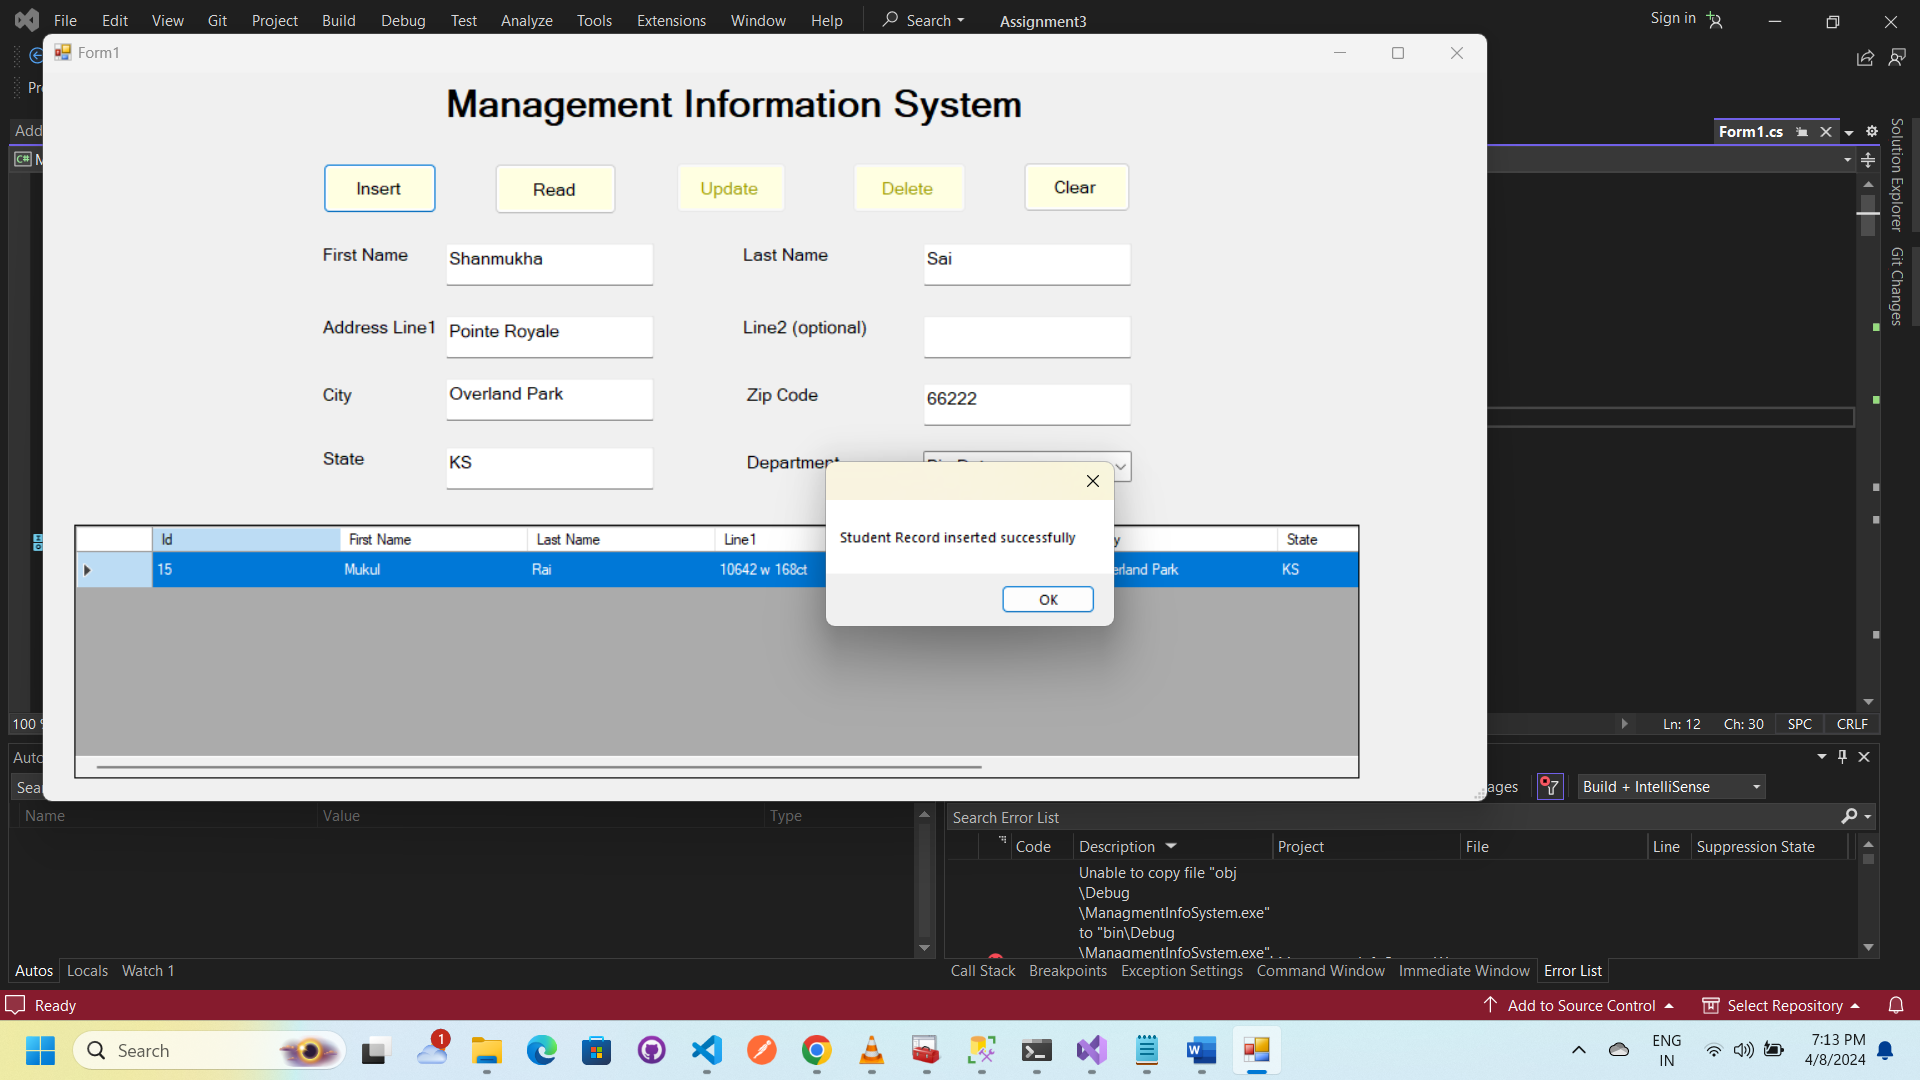 File Edit View Git Project Build Debug Test Analyze Tools Extensions Window Help Search Assignment3 Sign in
Form1
Management Information System
Add
Form1.cs
Insert Read Update Delete Clear
First Name Shanmukha Last Name Sai
Address Line1 Pointe Royale Line2 (optional)
City Overland Park Zip Code 66222
State KS Department
Id First Name Last Name Line1 State
15 Mukul Rai 10642 w 168ct Park KS
Student Record inserted successfully
OK
Solution Explorer
Git Changes
100 Ln: 12 Ch: 30 SPC CRLF
Build + IntelliSense
Name Value Type
Search Error List
Code Description Project File Line Suppression State
Unable to copy file "obj
\Debug
\ManagmentInfoSystem.exe"
to "bin\Debug
\ManagmentInfoSystem.exe".
Autos Locals Watch 1
Call Stack Breakpoints Exception Settings Command Window Immediate Window Error List
Ready Add to Source Control Select Repository
Search 1 ENG
IN 7:13 PM
4/8/2024